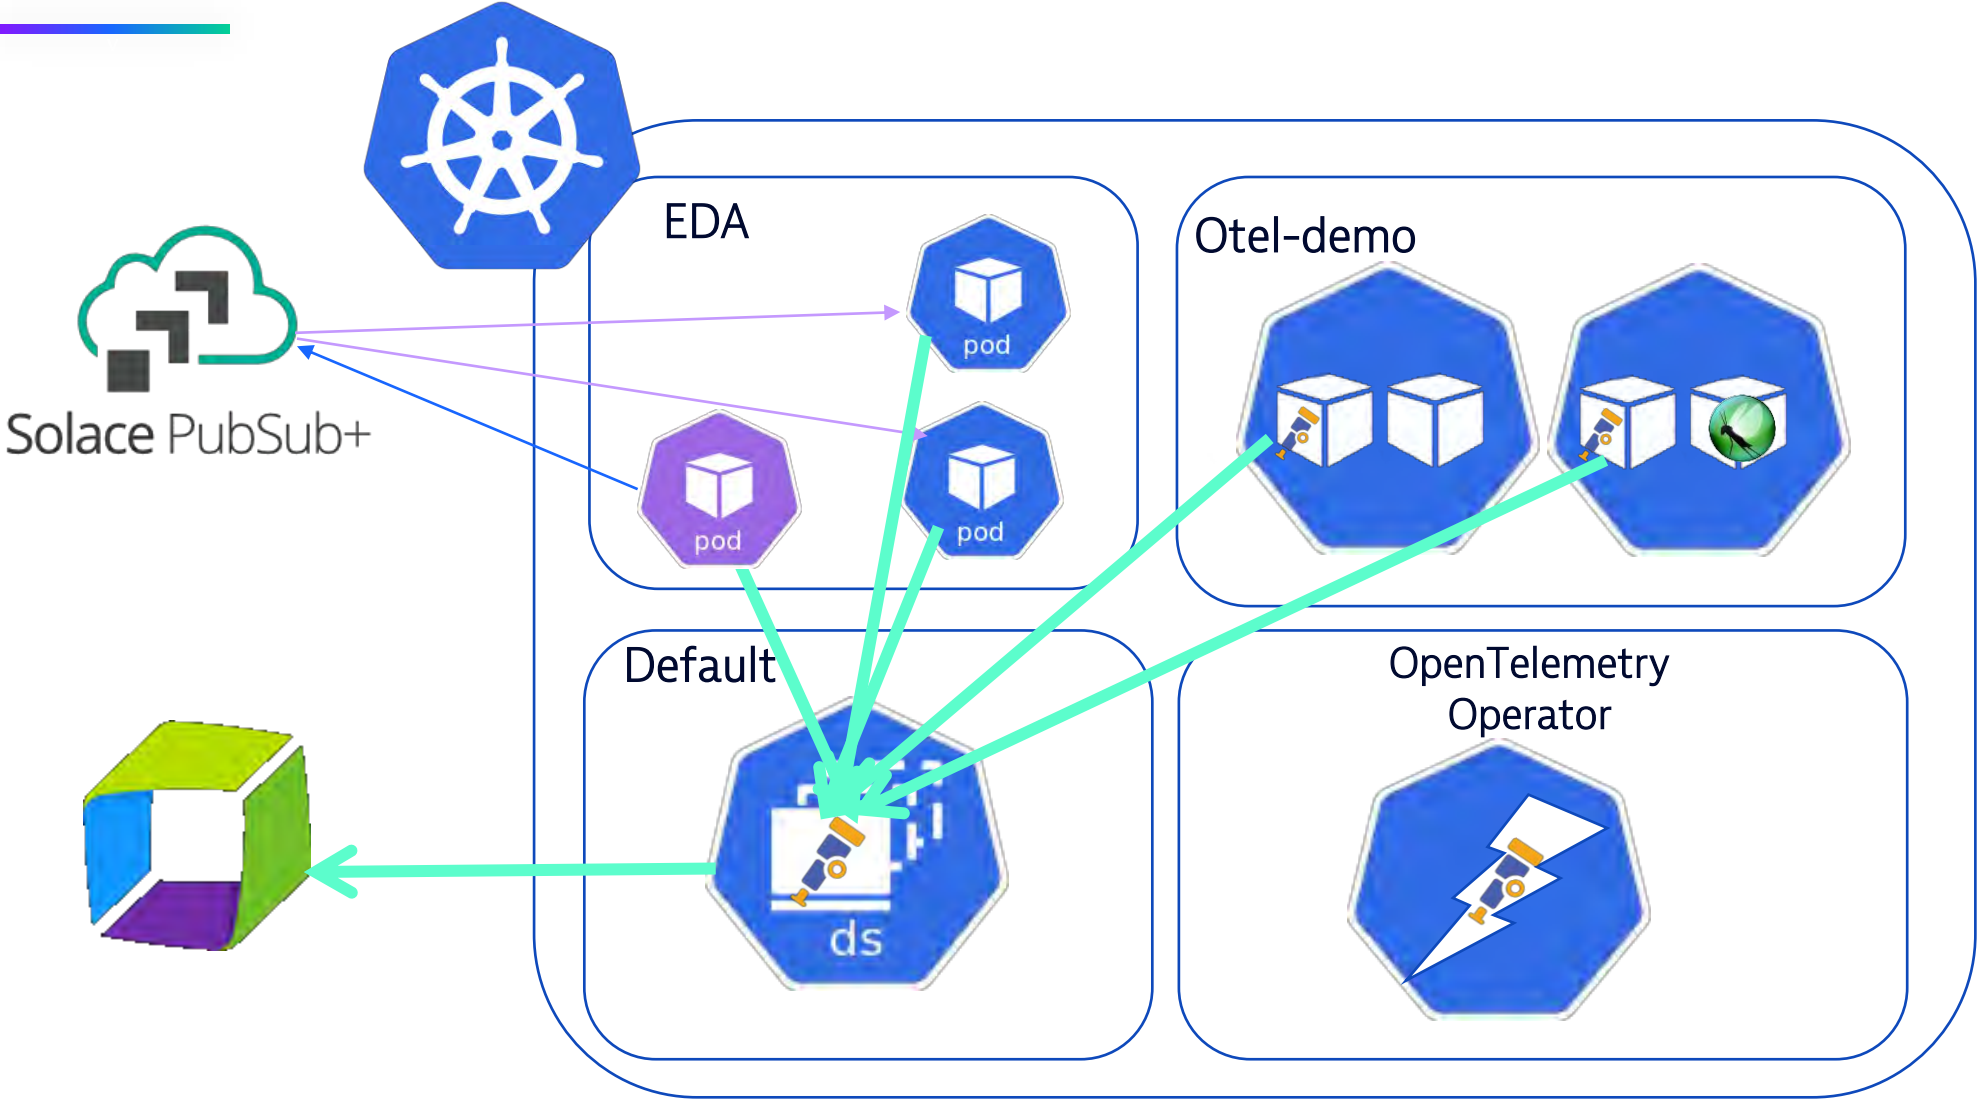 EDA
Otel-demo
pod
Solace PubSub+
pod
pod
Default
OpenTelemetry
Operator
ds